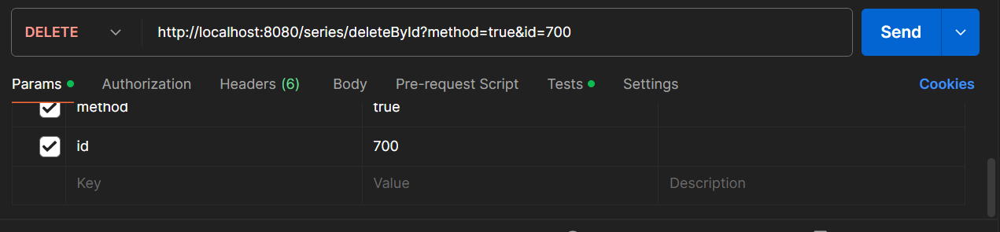 DELETE http://localhost:8080/series/deleteById?method=true&id=700 Send
Params Authorization Headers (6) Body Pre-request Script Tests Settings Cookies
method true
id 700
Key Value Description